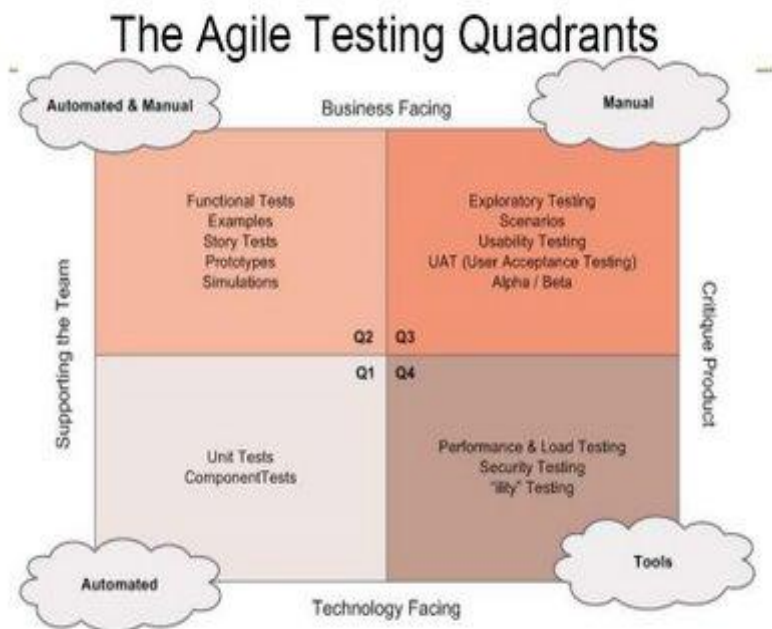 The Agile Testing Quadrants
Automated & Manual
Business Facing
Manual
Supporting the Team
Functional Tests
Examples
Story Tests
Prototypes
Simulations
Q2
Exploratory Testing
Scenarios
Usability Testing
UAT (User Acceptance Testing)
Alpha / Beta
Q3
Critique Product
Q1
Unit Tests
ComponentTests
Q4
Performance & Load Testing
Security Testing
"ility" Testing
Automated
Technology Facing
Tools